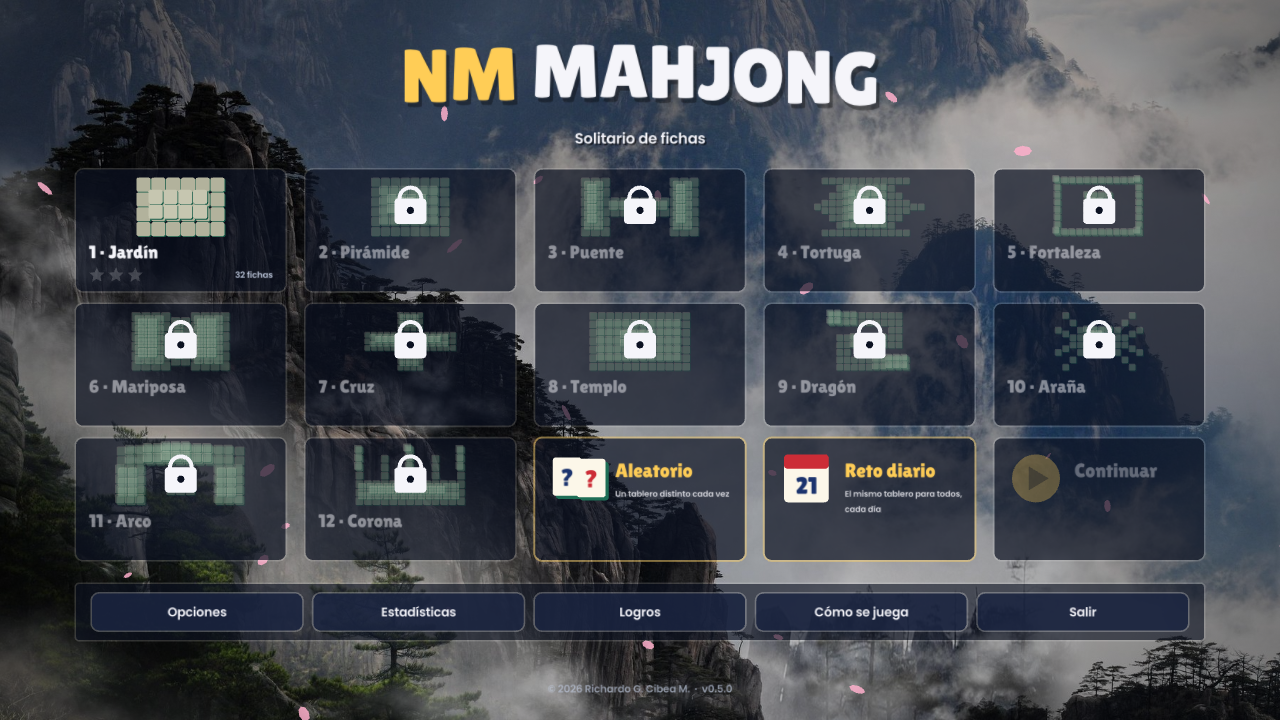 NM MAHJONG
Solitario de fichas
1 · Jardín
32 fichas
2 · Pirámide
3 · Puente
4 · Tortuga
5 · Fortaleza
6 · Mariposa
7 · Cruz
8 · Templo
9 · Dragón
10 · Araña
11 · Arco
12 · Corona
? ?
Aleatorio
Un tablero distinto cada vez
21
Reto diario
El mismo tablero para todos,
cada día
Continuar
Opciones
Estadísticas
Logros
Cómo se juega
Salir
© 2026 Richardo G. Cibea M. · v0.5.0